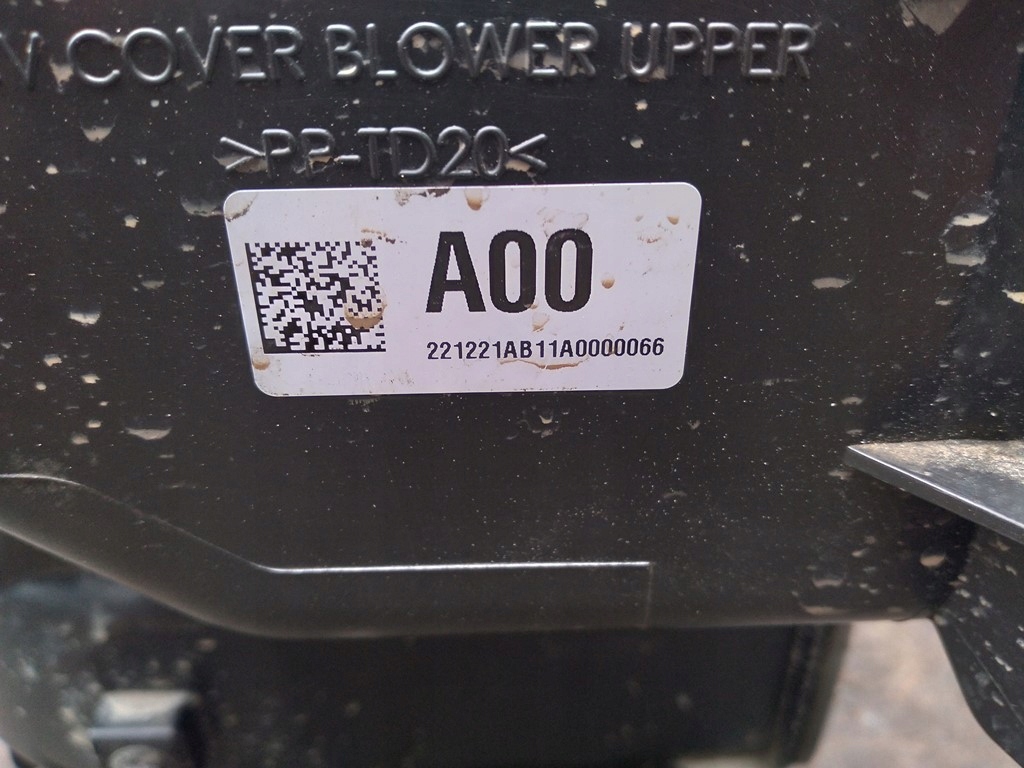 COVER BLOWER UPPER
>PP-TD20<
A00
221221AB11A0000066